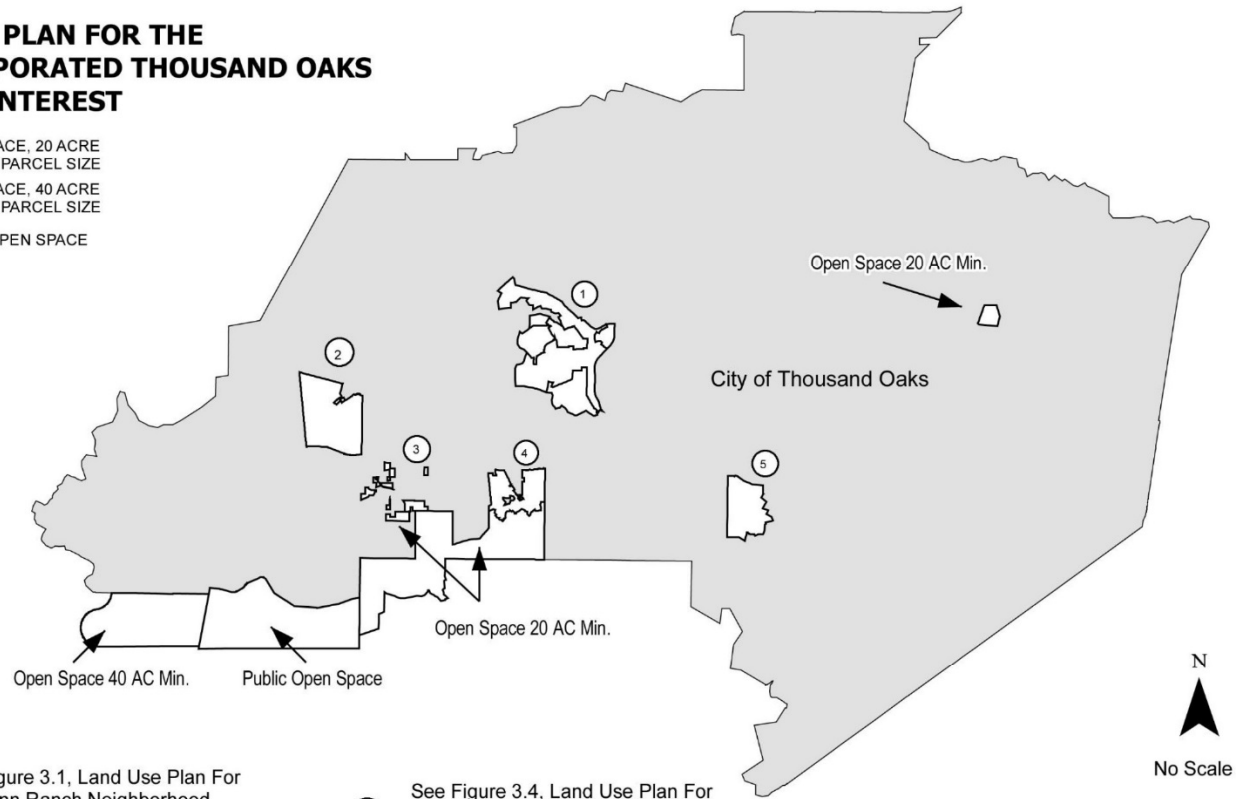 PLAN FOR THE
PORATED THOUSAND OAKS
NTEREST
ACE, 20 ACRE
PARCEL SIZE
ACE, 40 ACRE
PARCEL SIZE
PEN SPACE
Open Space 20 AC Min.
1
2
City of Thousand Oaks
3
4
5
Open Space 20 AC Min.
Open Space 40 AC Min.
Public Open Space
N
No Scale
gure 3.1, Land Use Plan For
nn Ranch Neighborhood
See Figure 3.4, Land Use Plan For